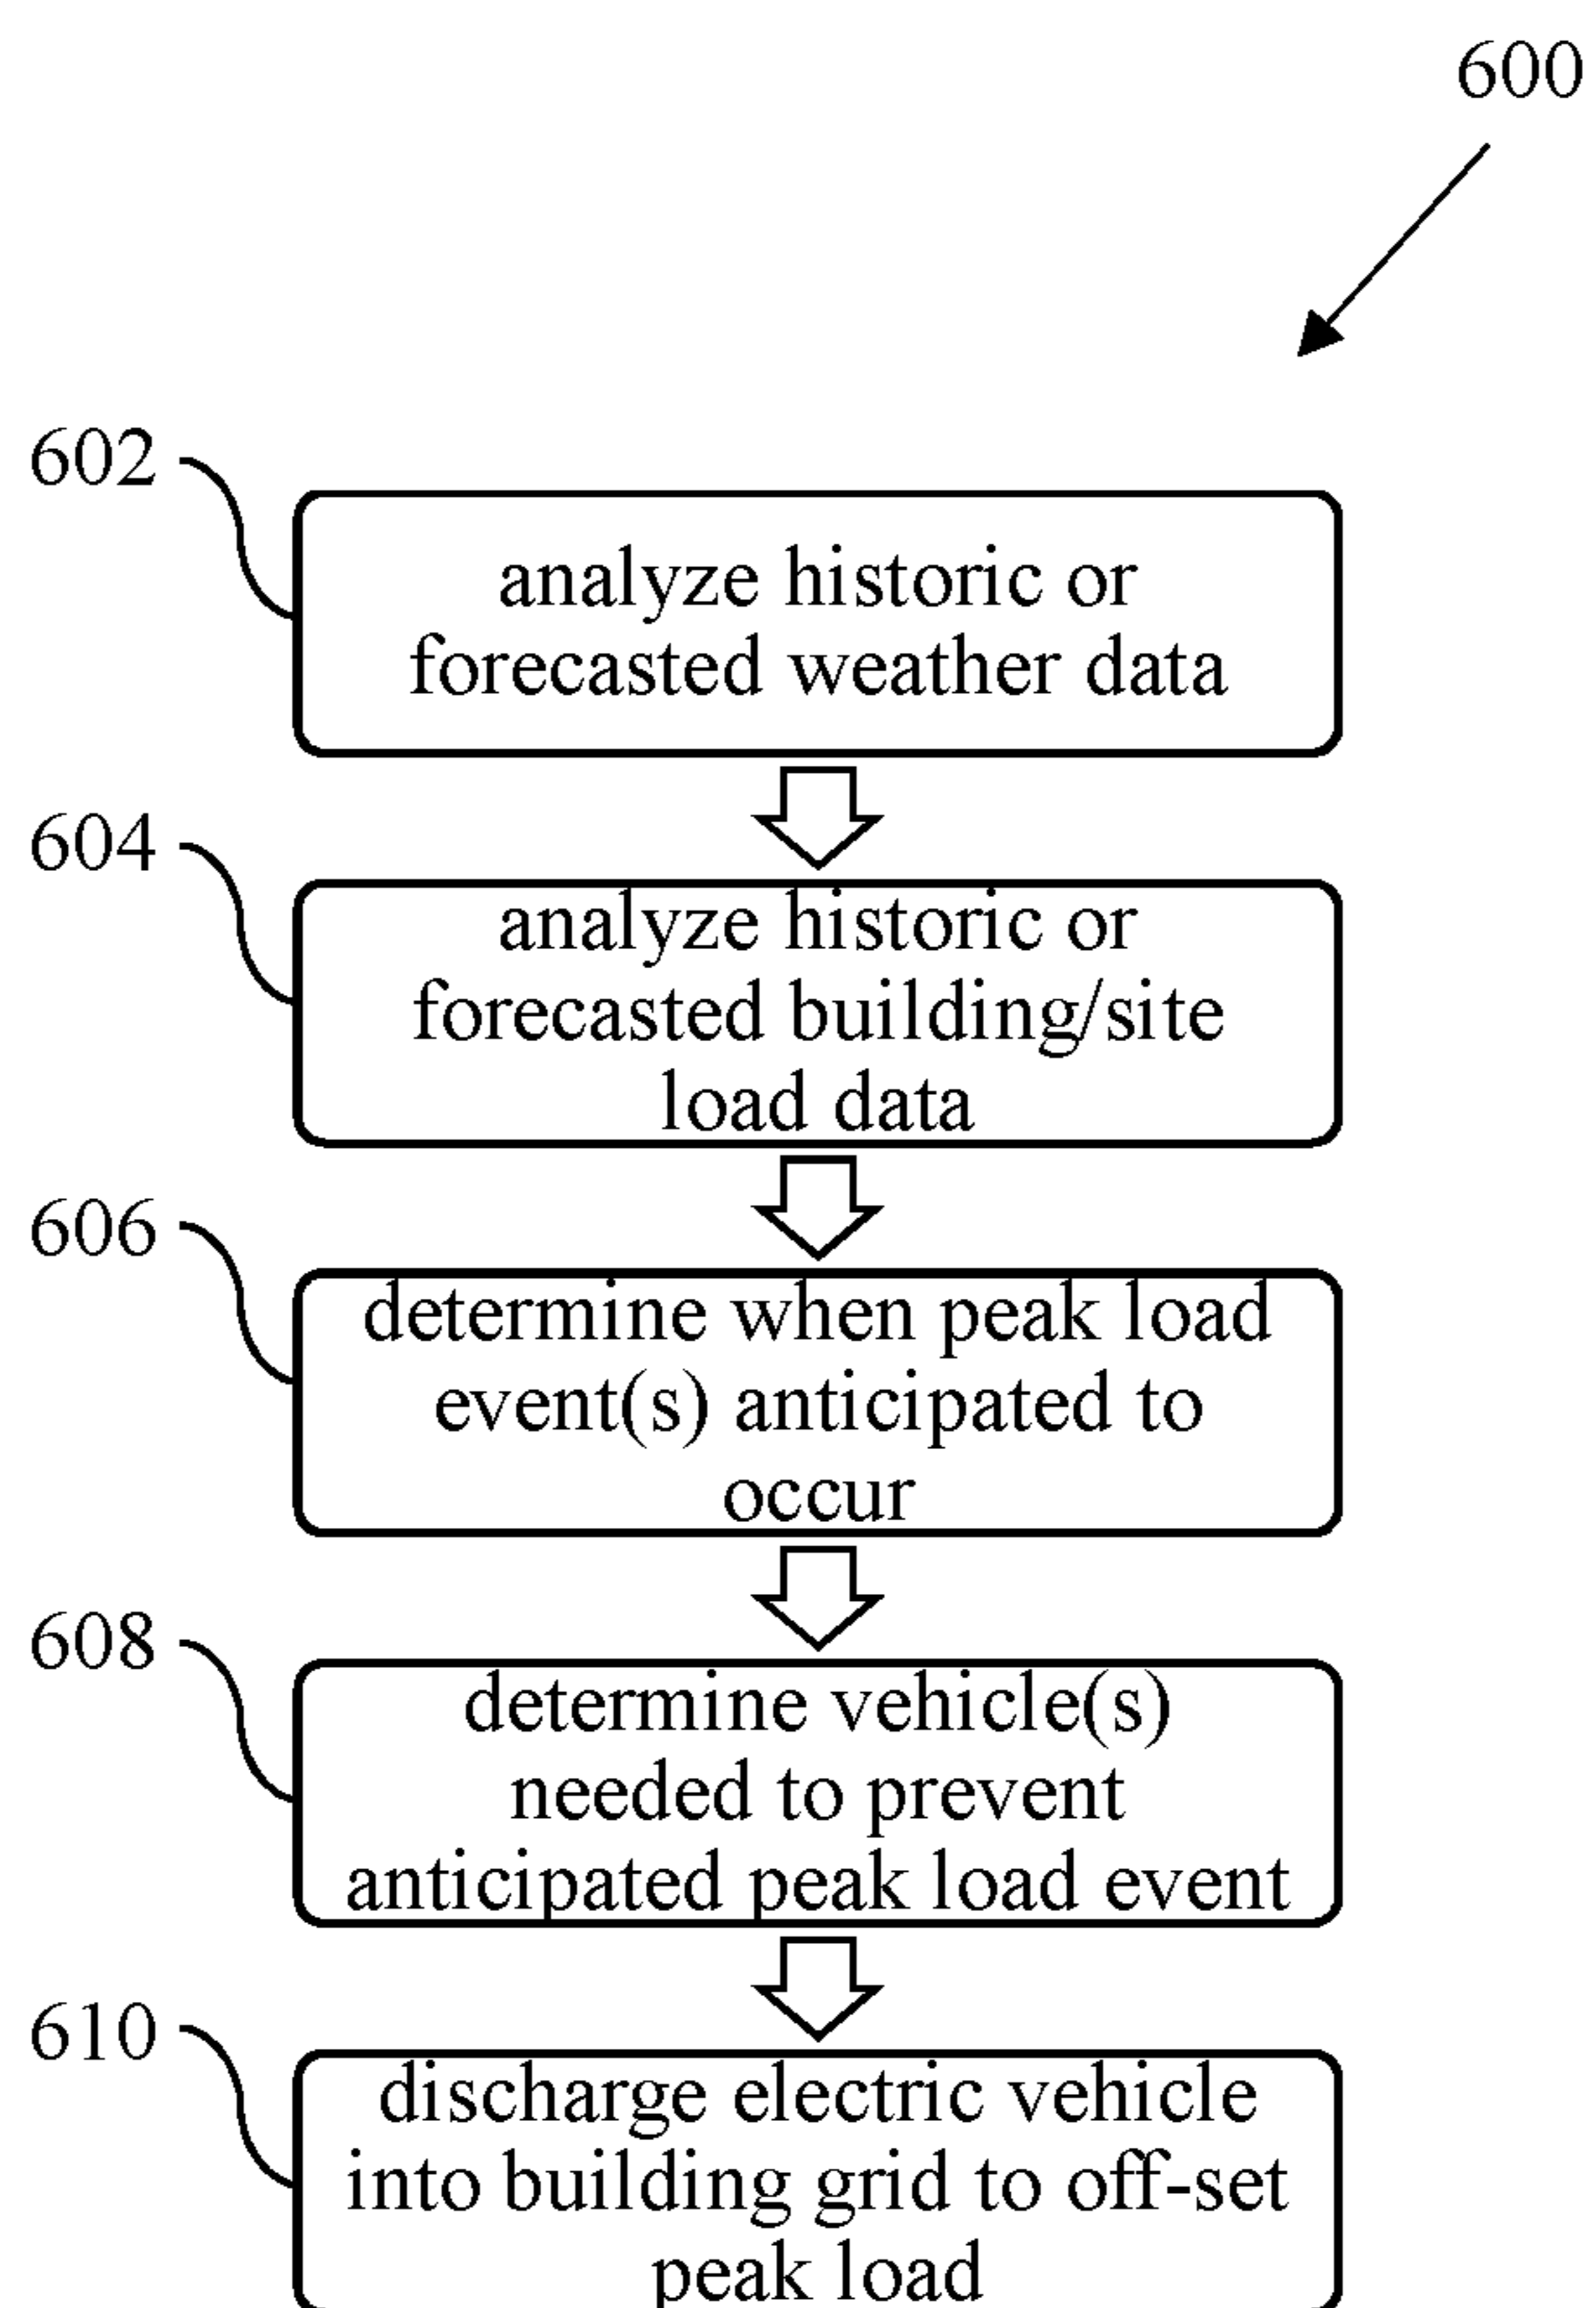 600
602
analyze historic or
forecasted weather data
604
analyze historic or
forecasted building/site
load data
606
determine when peak load
event(s) anticipated to
occur
608
determine vehicle(s)
needed to prevent
anticipated peak load event
610
discharge electric vehicle
into building grid to off-set
peak load